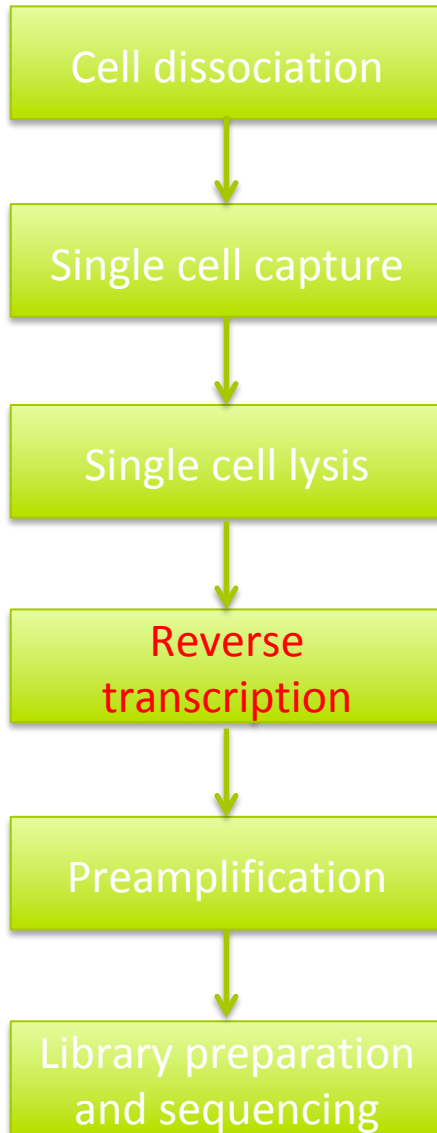 Cell dissociation
Single cell capture
Single cell lysis
Reverse
transcription
Preamplification
Library preparation
and sequencing